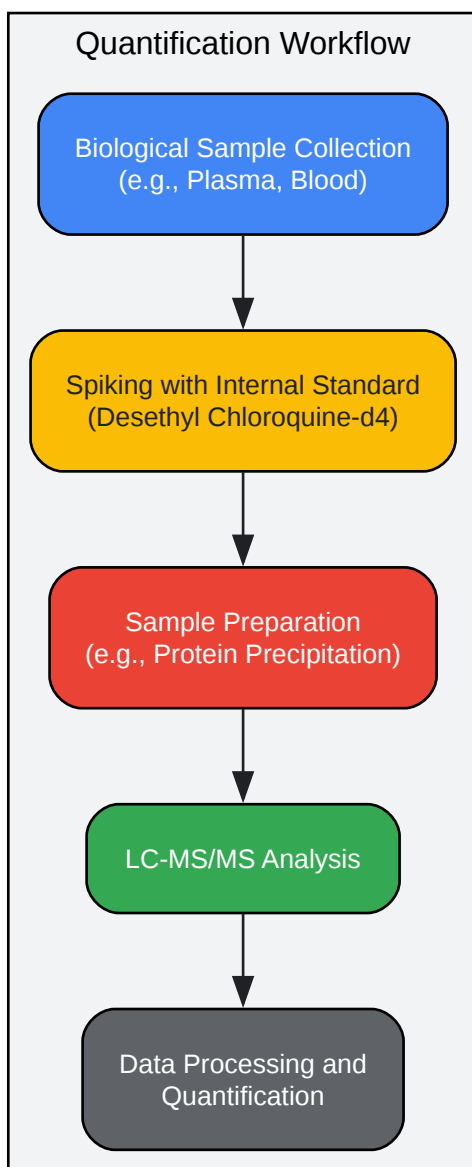 Quantification Workflow
Biological Sample Collection
(e.g., Plasma, Blood)
Spiking with Internal Standard
(Desethyl Chloroquine-d4)
Sample Preparation
(e.g., Protein Precipitation)
LC-MS/MS Analysis
Data Processing and
Quantification